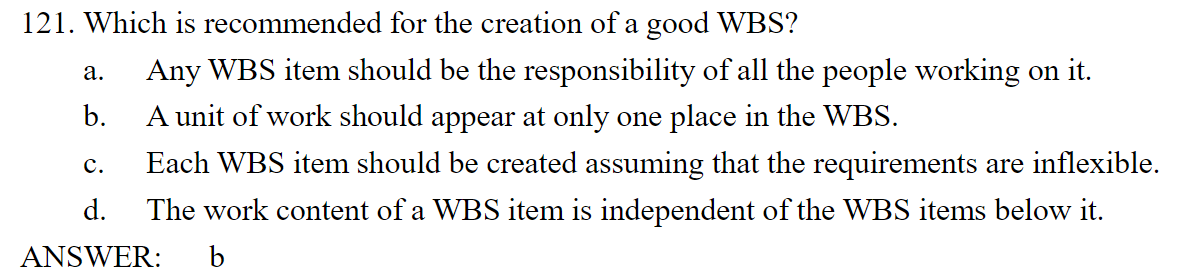 121. Which is recommended for the creation of a good WBS?
a. Any WBS item should be the responsibility of all the people working on it.
b. A unit of work should appear at only one place in the WBS.
c. Each WBS item should be created assuming that the requirements are inflexible.
d. The work content of a WBS item is independent of the WBS items below it.
ANSWER: b